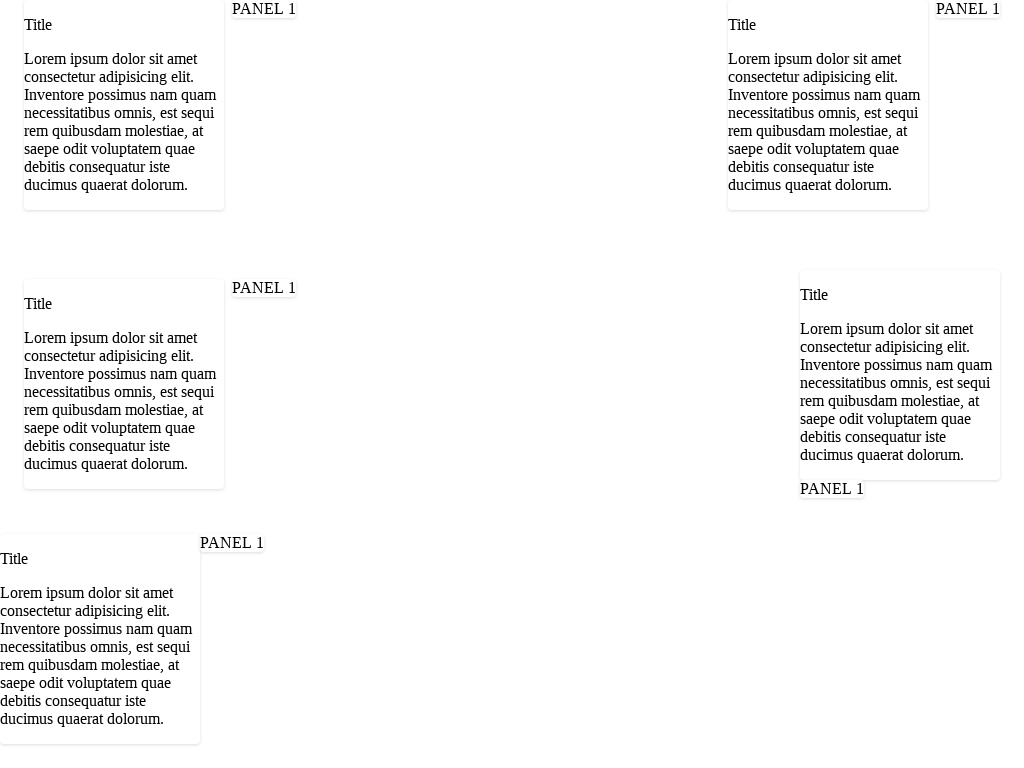 Title
Lorem ipsum dolor sit amet
consectetur adipisicing elit.
Inventore possimus nam quam
necessitatibus omnis, est sequi
rem quibusdam molestiae, at
saepe odit voluptatem quae
debitis consequatur iste
ducimus quaerat dolorum.
PANEL 1
Title
Lorem ipsum dolor sit amet
consectetur adipisicing elit.
Inventore possimus nam quam
necessitatibus omnis, est sequi
rem quibusdam molestiae, at
saepe odit voluptatem quae
debitis consequatur iste
ducimus quaerat dolorum.
PANEL 1
Title
Lorem ipsum dolor sit amet
consectetur adipisicing elit.
Inventore possimus nam quam
necessitatibus omnis, est sequi
rem quibusdam molestiae, at
saepe odit voluptatem quae
debitis consequatur iste
ducimus quaerat dolorum.
PANEL 1
Title
Lorem ipsum dolor sit amet
consectetur adipisicing elit.
Inventore possimus nam quam
necessitatibus omnis, est sequi
rem quibusdam molestiae, at
saepe odit voluptatem quae
debitis consequatur iste
ducimus quaerat dolorum.
PANEL 1
Title
Lorem ipsum dolor sit amet
consectetur adipisicing elit.
Inventore possimus nam quam
necessitatibus omnis, est sequi
rem quibusdam molestiae, at
saepe odit voluptatem quae
debitis consequatur iste
ducimus quaerat dolorum.
PANEL 1